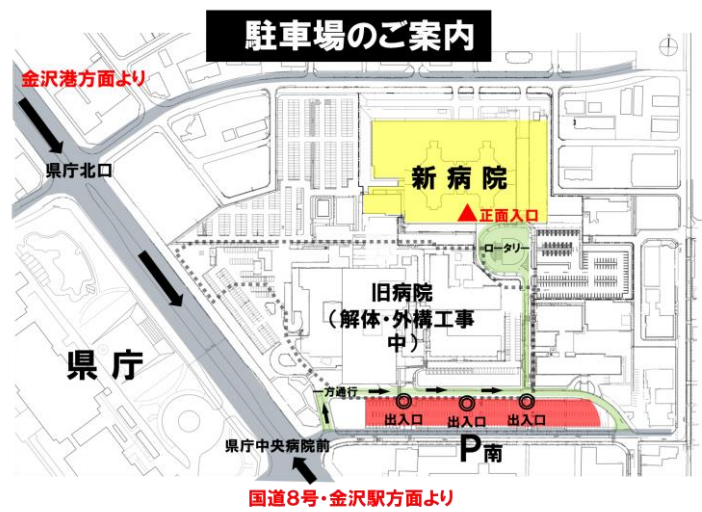 駐車場のご案内
金沢港方面より
県庁北口
新病院
正面入口
ロータリー
旧病院
（解体・外構工事
中）
県庁
一方通行
出入口
出入口
出入口
県庁中央病院前
P南
国道8号・金沢駅方面より